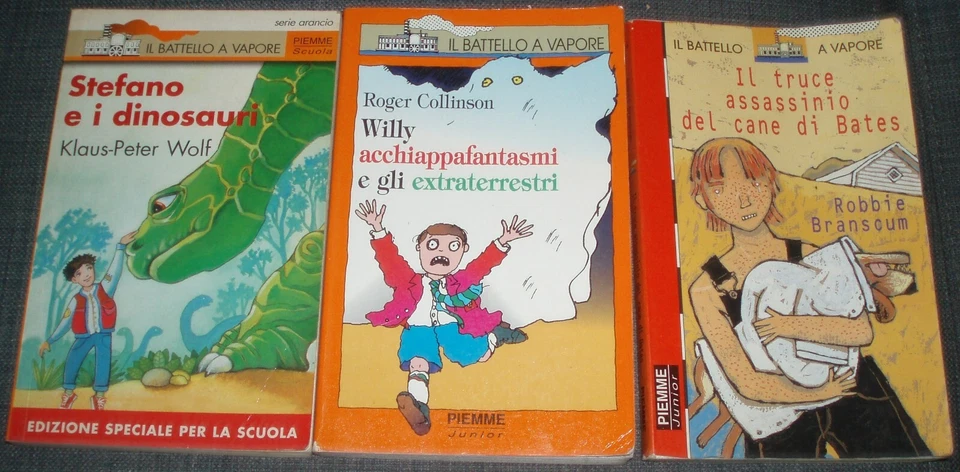 serie arancio
IL BATTELLO A VAPORE
PIEMME
Scuola
Stefano
e i dinosauri
Klaus-Peter Wolf
EDIZIONE SPECIALE PER LA SCUOLA
IL BATTELLO A VAPORE
Roger Collinson
Willy
acchiappafantasmi
e gli extraterrestri
PIEMME
Junior
IL BATTELLO A VAPORE
Il truce
assassinio
del cane di Bates
Robbie
Branscum
PIEMME
Junior